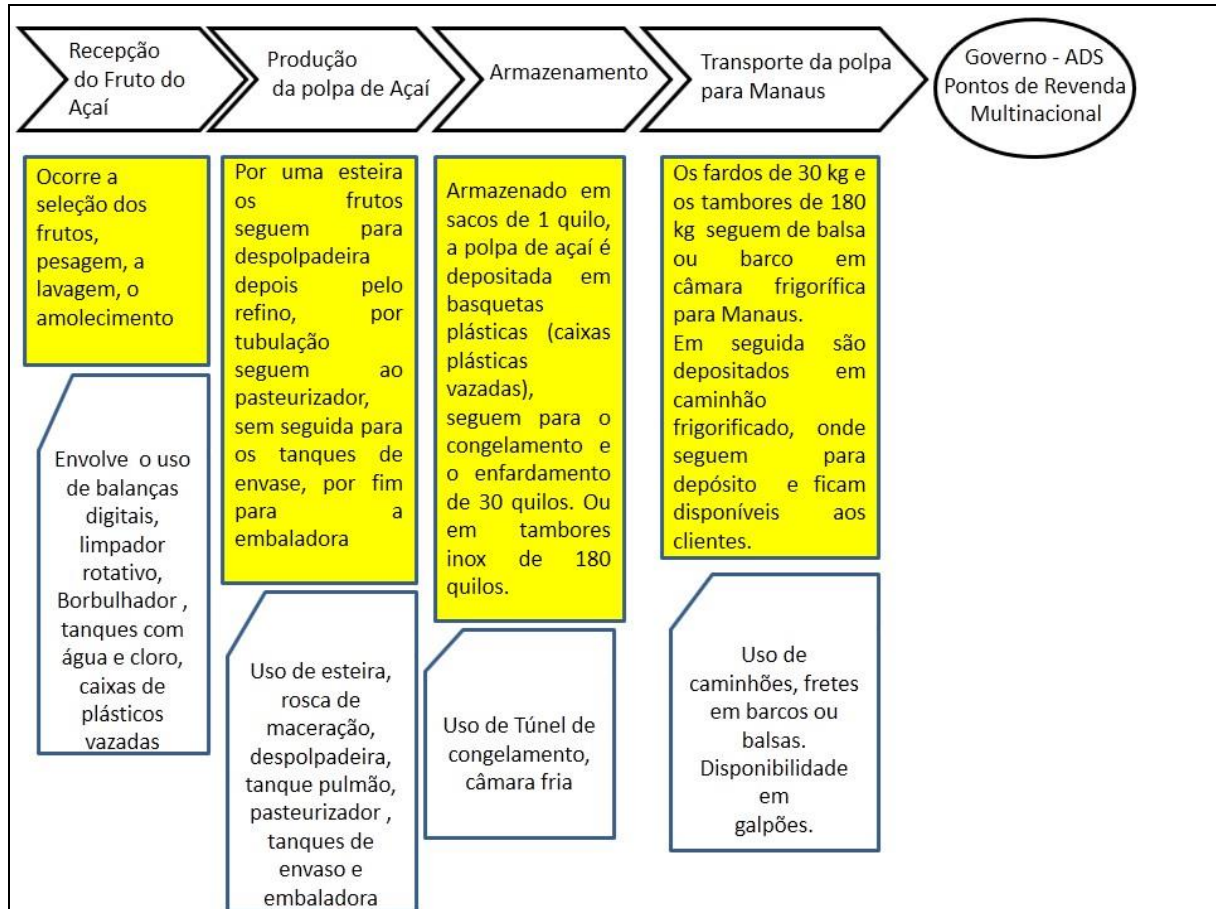 Recepção
do Fruto do
Açaí
Produção
da polpa de Açaí
Armazenamento
Transporte da polpa
para Manaus
Governo - ADS
Pontos de Revenda
Multinacional
Ocorre a
seleção dos
frutos,
pesagem, a
lavagem, o
amolecimento
Por uma esteira
os frutos
seguem para
despolpadeira
depois pelo
refino, por
tubulação
seguem ao
pasteurizador,
sem seguida para
os tanques de
envase, por fim
para a
embaladora
Armazenado em
sacos de 1 quilo,
a polpa de açaí é
depositada em
basquetas
plásticas (caixas
plásticas
vazadas),
seguem para o
congelamento e
o enfardamento
de 30 quilos. Ou
em tambores
inox de 180
quilos.
Os fardos de 30 kg e
os tambores de 180
kg seguem de balsa
ou barco em
câmara frigorífica
para Manaus.
Em seguida são
depositados em
caminhão
frigorificado, onde
seguem para
depósito e ficam
disponíveis aos
clientes.
Envolve o uso
de balanças
digitais,
limpador
rotativo,
Borbulhador ,
tanques com
água e cloro,
caixas de
plásticos
vazadas
Uso de esteira,
rosca de
maceração,
despolpadeira,
tanque pulmão,
pasteurizador ,
tanques de
envaso e
embaladora
Uso de Túnel de
congelamento,
câmara fria
Uso de
caminhões, fretes
em barcos ou
balsas.
Disponibilidade
em
galpões.